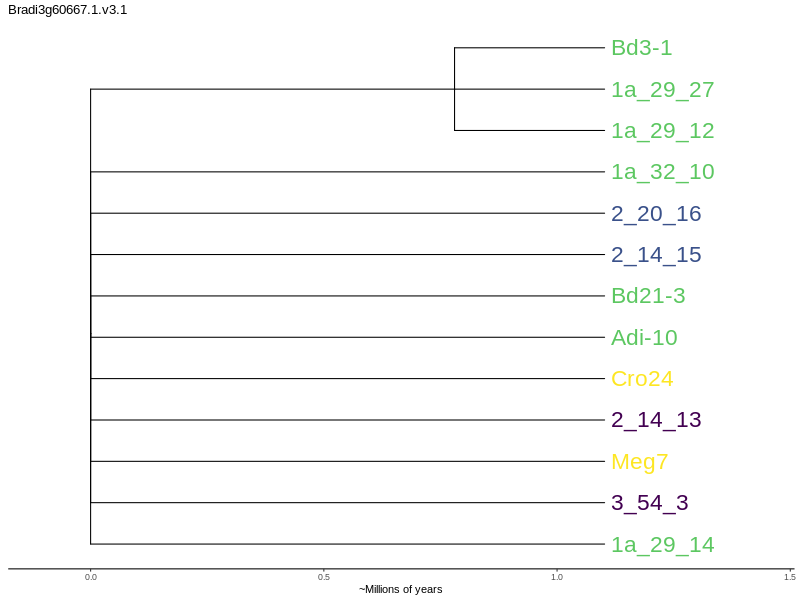 Bradi3g60667.1.v3.1
Bd3-1
1a_29_27
1a_29_12
1a_32_10
2_20_16
2_14_15
Bd21-3
Adi-10
Cro24
2_14_13
Meg7
3_54_3
1a_29_14
0.0 0.5 1.0 1.5
~Millions of years